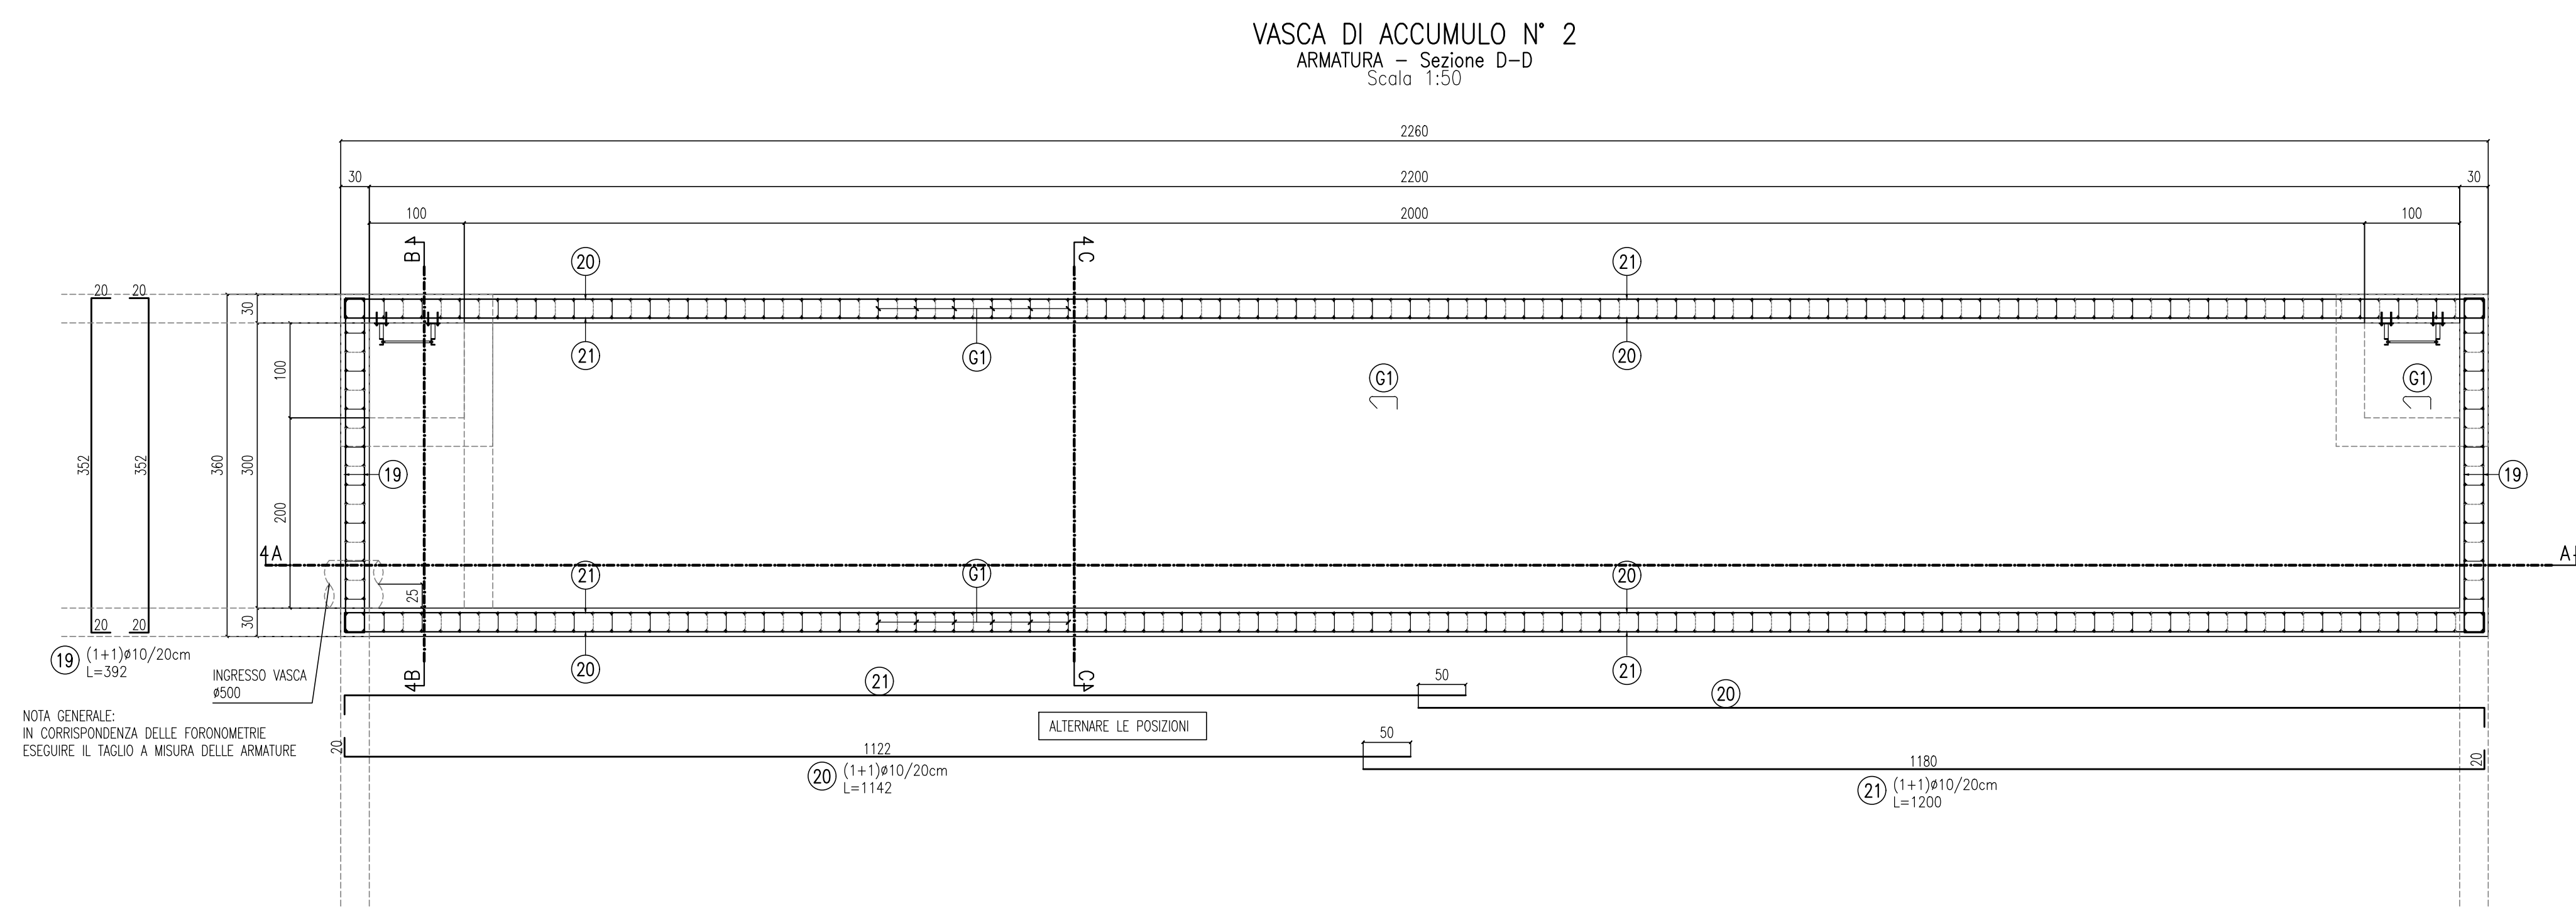 VASCA DI ACCUMULO N° 2
ARMATURA – Sezione D–D
Scala 1:50
2260
30
2200
30
100
2000
100
B
C
20
21
20
20
30
21
G1
20
100
G1
G1
352
352
360
300
19
19
200
4A
A
21
G1
20
25
30
20
20
20
21
19
(1+1)ø10/20cm
L=392
INGRESSO VASCA
ø500
4B
C4
21
50
20
NOTA GENERALE:
IN CORRISPONDENZA DELLE FORONOMETRIE
ESEGUIRE IL TAGLIO A MISURA DELLE ARMATURE
ALTERNARE LE POSIZIONI
20
1122
50
1180
20
20
(1+1)ø10/20cm
L=1142
21
(1+1)ø10/20cm
L=1200